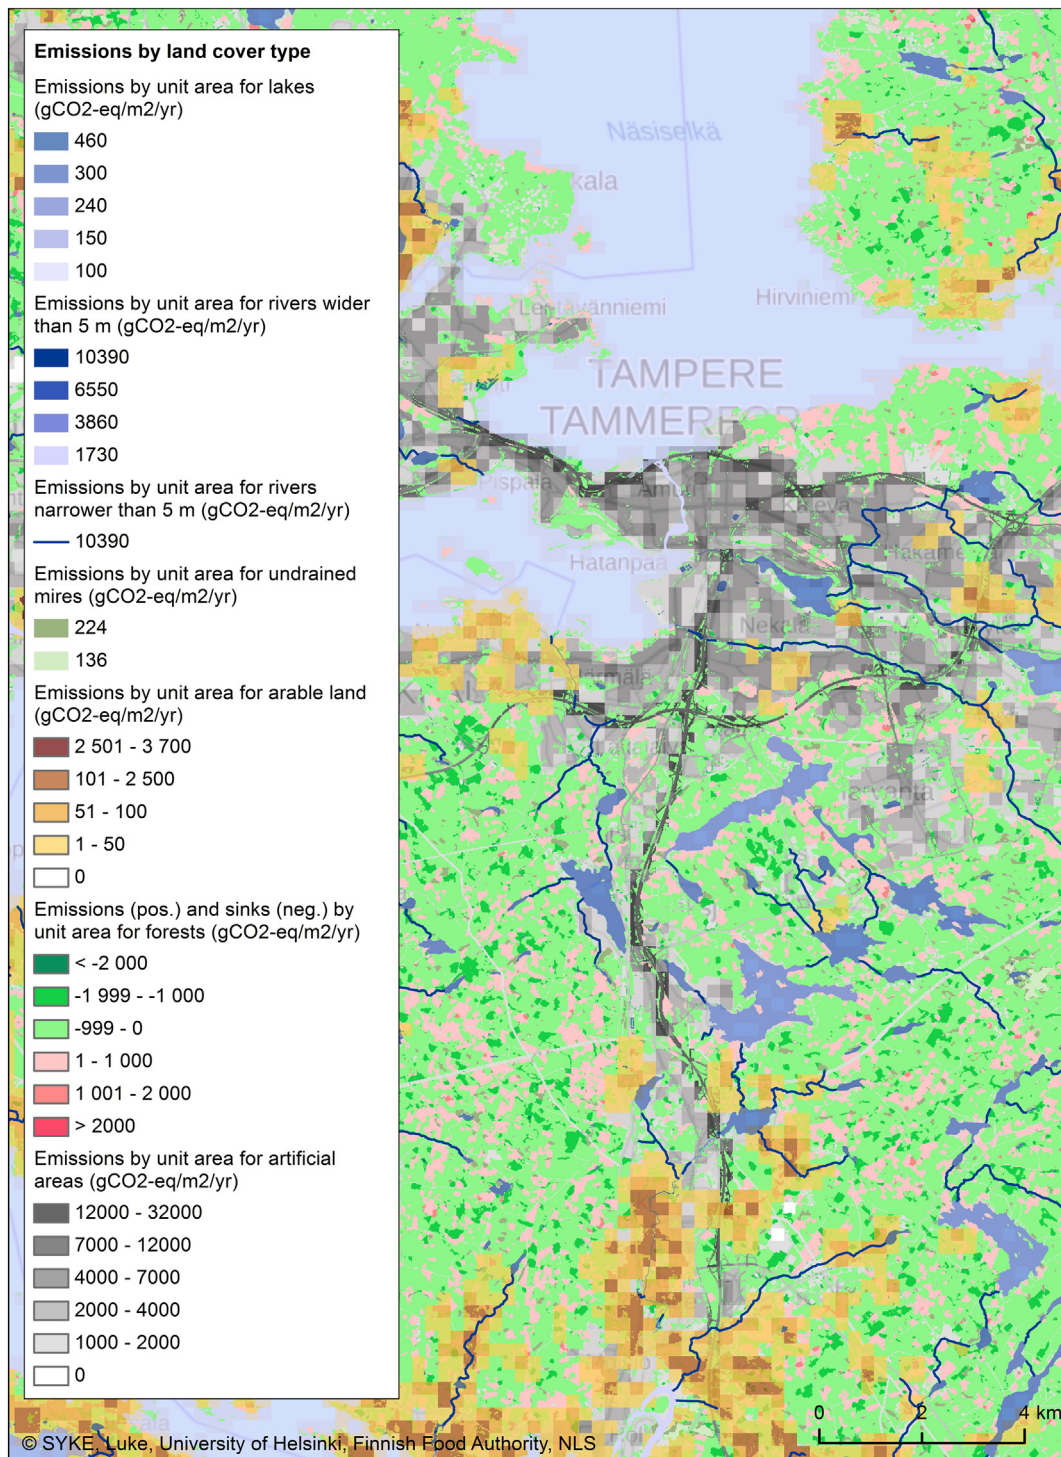 Emissions by land cover type
Emissions by unit area for lakes
(gCO2-eq/m2/yr)
460
300
240
150
100
Emissions by unit area for rivers wider
than 5 m (gCO2-eq/m2/yr)
10390
6550
3860
1730
Emissions by unit area for rivers
narrower than 5 m (gCO2-eq/m2/yr)
10390
Emissions by unit area for undrained
mires (gCO2-eq/m2/yr)
224
136
Emissions by unit area for arable land
(gCO2-eq/m2/yr)
2 501 - 3 700
101 - 2 500
51 - 100
1 - 50
0
Emissions (pos.) and sinks (neg.) by
unit area for forests (gCO2-eq/m2/yr)
< -2 000
-1 999 - -1 000
-999 - 0
1 - 1 000
1 001 - 2 000
> 2000
Emissions by unit area for artificial
areas (gCO2-eq/m2/yr)
12000 - 32000
7000 - 12000
4000 - 7000
2000 - 4000
1000 - 2000
0
Näsiselkä
kala
Lentävänniemi
Hirviniemi
TAMPERE
TAMMERFOR
Pispala
Kaleva
Hatanpää
Nekala
0 2 4 km
© SYKE, Luke, University of Helsinki, Finnish Food Authority, NLS